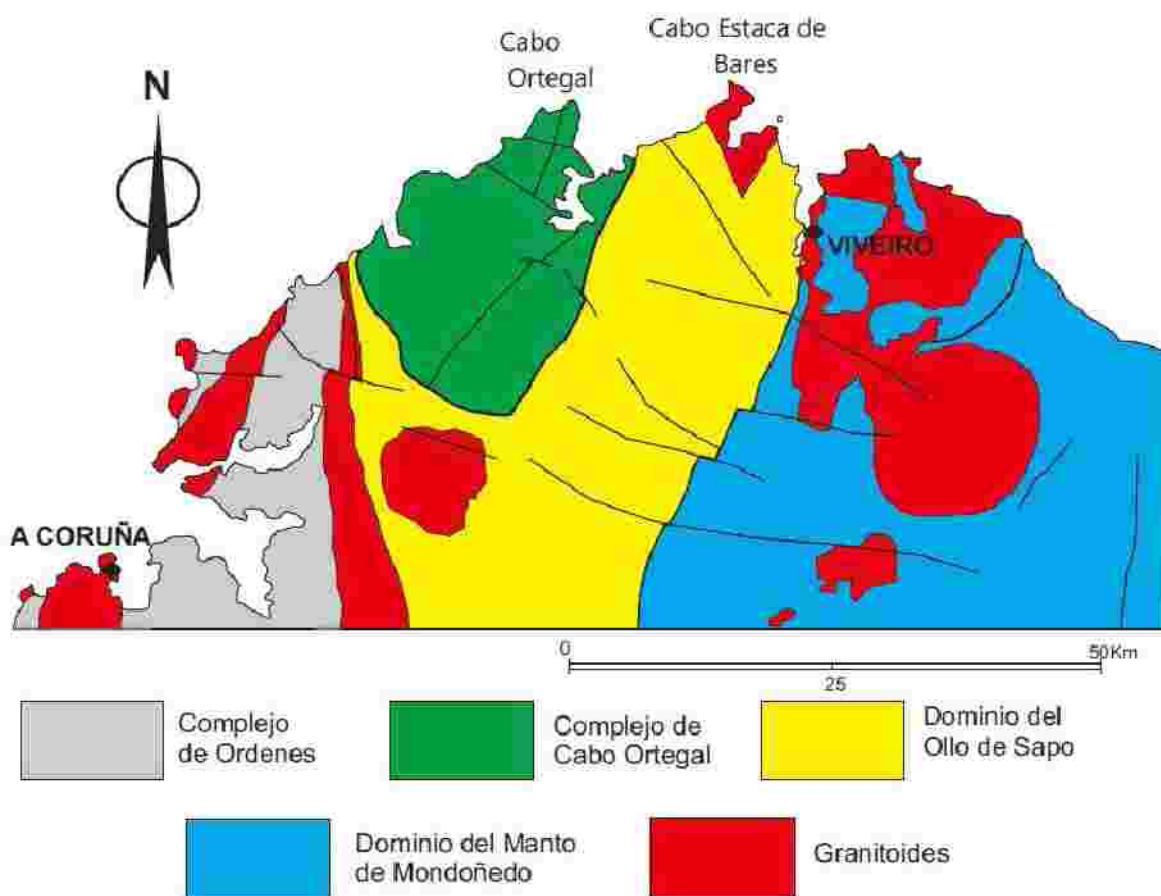 Cabo
Ortegal
Cabo Estaca de
Bares
N
VIVEIRO
A CORUÑA
0
50Km
25
Complejo
de Ordenes
Complejo de
Cabo Ortegal
Dominio del
Ollo de Sapo
Dominio del Manto
de Mondoñedo
Granitoides